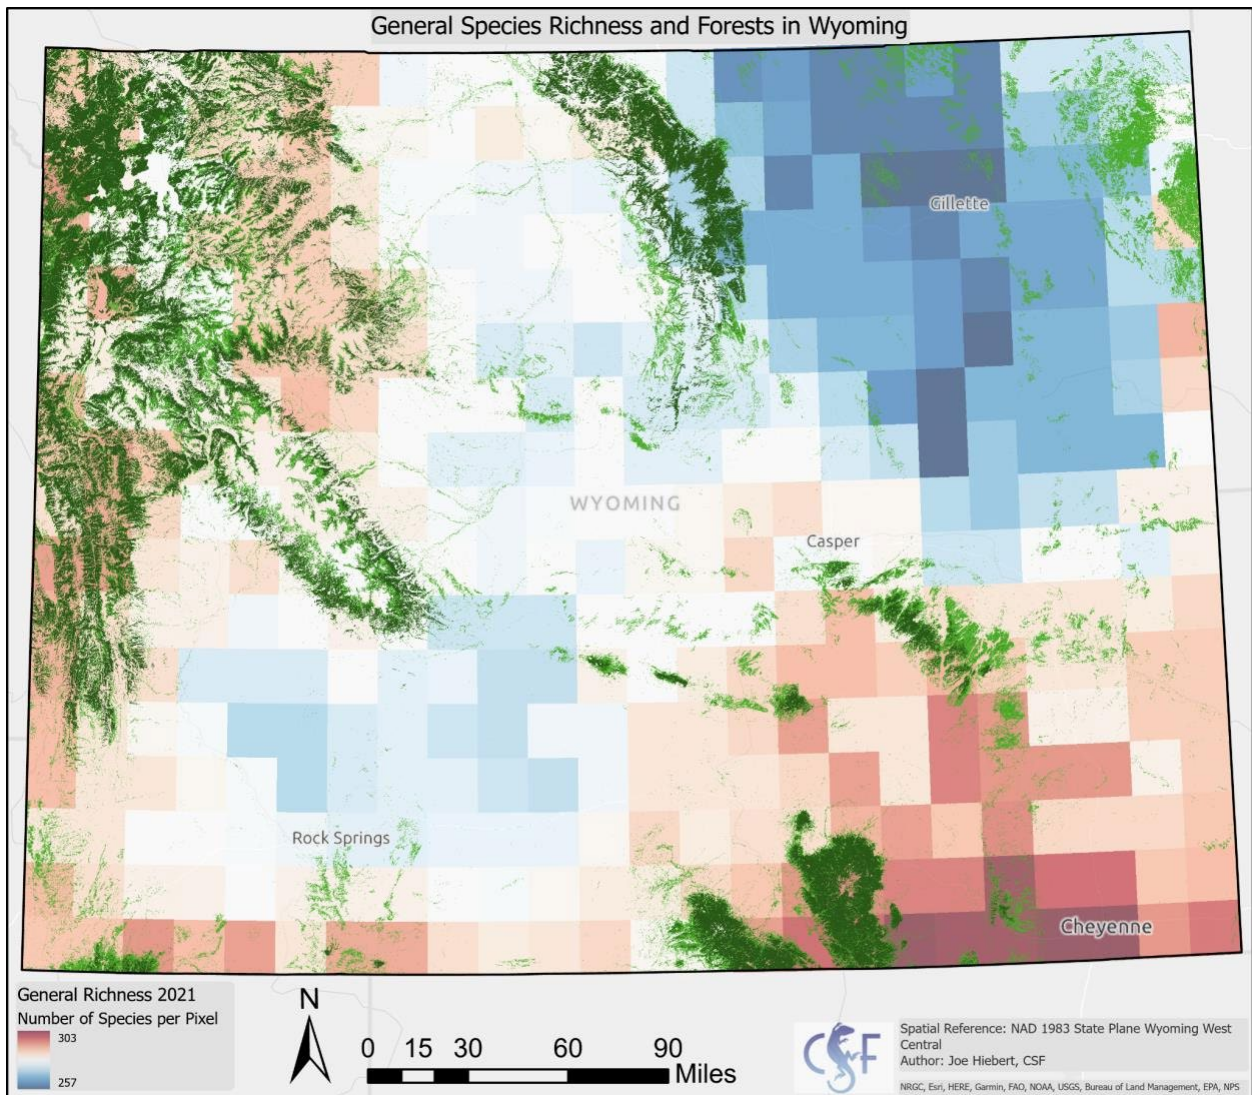 General Species Richness and Forests in Wyoming
Gillette
WYOMING
Casper
Rock Springs
Cheyenne
General Richness 2021
Number of Species per Pixel
303
257
N
0 15 30 60 90
Miles
CSF
Spatial Reference: NAD 1983 State Plane Wyoming West
Central
Author: Joe Hiebert, CSF
NRGC, Esri, HERE, Garmin, FAO, NOAA, USGS, Bureau of Land Management, EPA, NPS